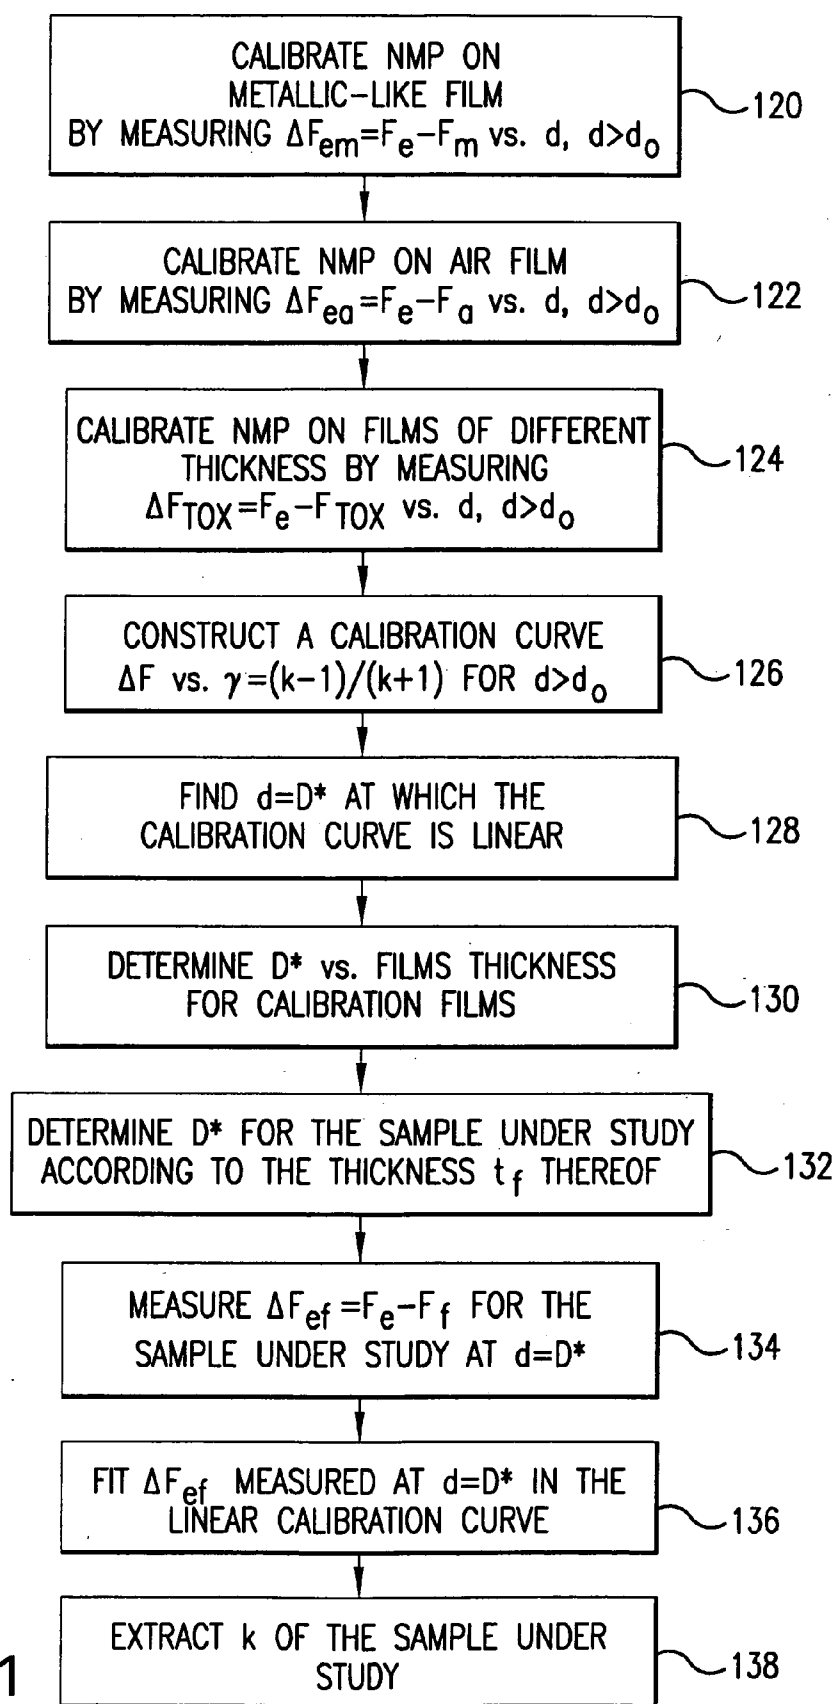 CALIBRATE NMP ON
METALLIC-LIKE FILM
BY MEASURING ΔFem=Fe-Fm vs. d, d>do
120
CALIBRATE NMP ON AIR FILM
BY MEASURING ΔFea=Fe-Fa vs. d, d>do
122
CALIBRATE NMP ON FILMS OF DIFFERENT
THICKNESS BY MEASURING
ΔFTOX=Fe-FTOX vs. d, d>do
124
CONSTRUCT A CALIBRATION CURVE
ΔF vs. γ=(k-1)/(k+1) FOR d>do
126
FIND d=D* AT WHICH THE
CALIBRATION CURVE IS LINEAR
128
DETERMINE D* vs. FILMS THICKNESS
FOR CALIBRATION FILMS
130
DETERMINE D* FOR THE SAMPLE UNDER STUDY
ACCORDING TO THE THICKNESS tf THEREOF
132
MEASURE ΔFef=Fe-Ff FOR THE
SAMPLE UNDER STUDY AT d=D*
134
FIT ΔFef MEASURED AT d=D* IN THE
LINEAR CALIBRATION CURVE
136
EXTRACT k OF THE SAMPLE UNDER
STUDY
138
1